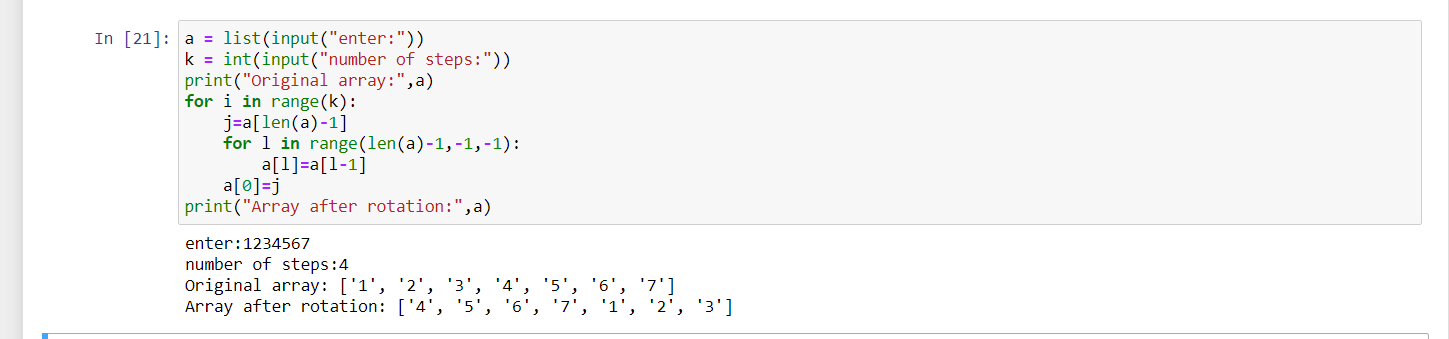 In [21]: a = list(input("enter:"))
k = int(input("number of steps:"))
print("Original array:",a)
for i in range(k):
    j=a[len(a)-1]
    for l in range(len(a)-1,-1,-1):
        a[l]=a[l-1]
    a[0]=j
print("Array after rotation:",a)
enter:1234567
number of steps:4
Original array: ['1', '2', '3', '4', '5', '6', '7']
Array after rotation: ['4', '5', '6', '7', '1', '2', '3']